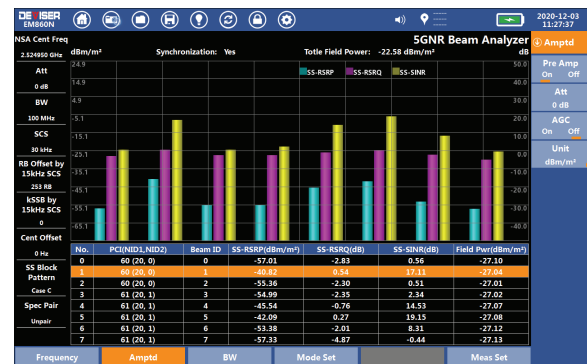 DEVISER
EM860N
2020-12-03
11:27:37
NSA Cent Freq
2.524950 GHz
Att
0 dB
BW
100 MHz
SCS
30 kHz
RB Offset by
15kHz SCS
253 RB
kSSB by
15kHz SCS
0
Cent Offset
0 Hz
SS Block
Pattern
Case C
Spec Pair
Unpair
5GNR Beam Analyzer
dBm/m² Synchronization: Yes Totle Field Power: -22.58 dBm/m² dB
SS-RSRP SS-RSRQ SS-SINR
24.9 50.0
14.9 40.0
4.9 30.0
-5.1 20.0
-15.1 10.0
0.0
-35.1 -10.0
-45.1 -20.0
-55.1 -30.0
-65.1 -40.0
No. PCI(NID1,NID2) Beam ID SS-RSRP(dBm/m²) SS-RSRQ(dB) SS-SINR(dB) Field Pwr(dBm/m²)
0 60 (20, 0) 0 -57.01 -2.83 0.56 -27.10
1 60 (20, 0) 1 -40.82 0.54 17.11 -27.04
2 60 (20, 0) 2 -55.36 -2.30 0.51 -27.01
3 61 (20, 1) 3 -54.99 -2.35 2.34 -27.02
4 61 (20, 1) 4 -45.54 -0.76 14.53 -27.07
5 61 (20, 1) 5 -42.09 0.27 19.15 -27.08
6 61 (20, 1) 6 -53.38 -2.01 8.31 -27.12
7 61 (20, 1) 7 -57.33 -4.87 -0.44 -27.13
Amptd
Pre Amp
On Off
Att
0 dB
AGC
On Off
Unit
dBm/m²
Frequency Amptd BW Mode Set Meas Set